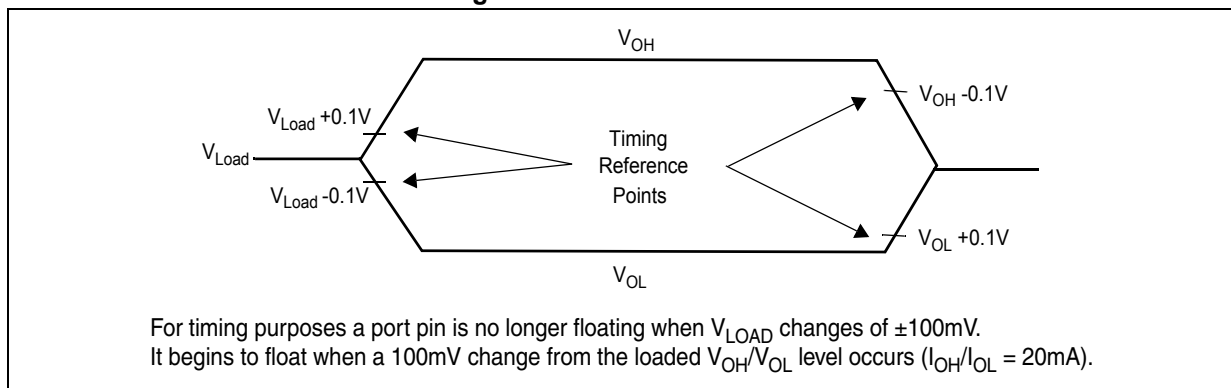 V_OH
V_Load +0.1V
V_OH -0.1V
Timing
V_Load
Reference
V_Load -0.1V
Points
V_OL +0.1V
V_OL
For timing purposes a port pin is no longer floating when V_LOAD changes of ±100mV.
It begins to float when a 100mV change from the loaded V_OH/V_OL level occurs (I_OH/I_OL = 20mA).